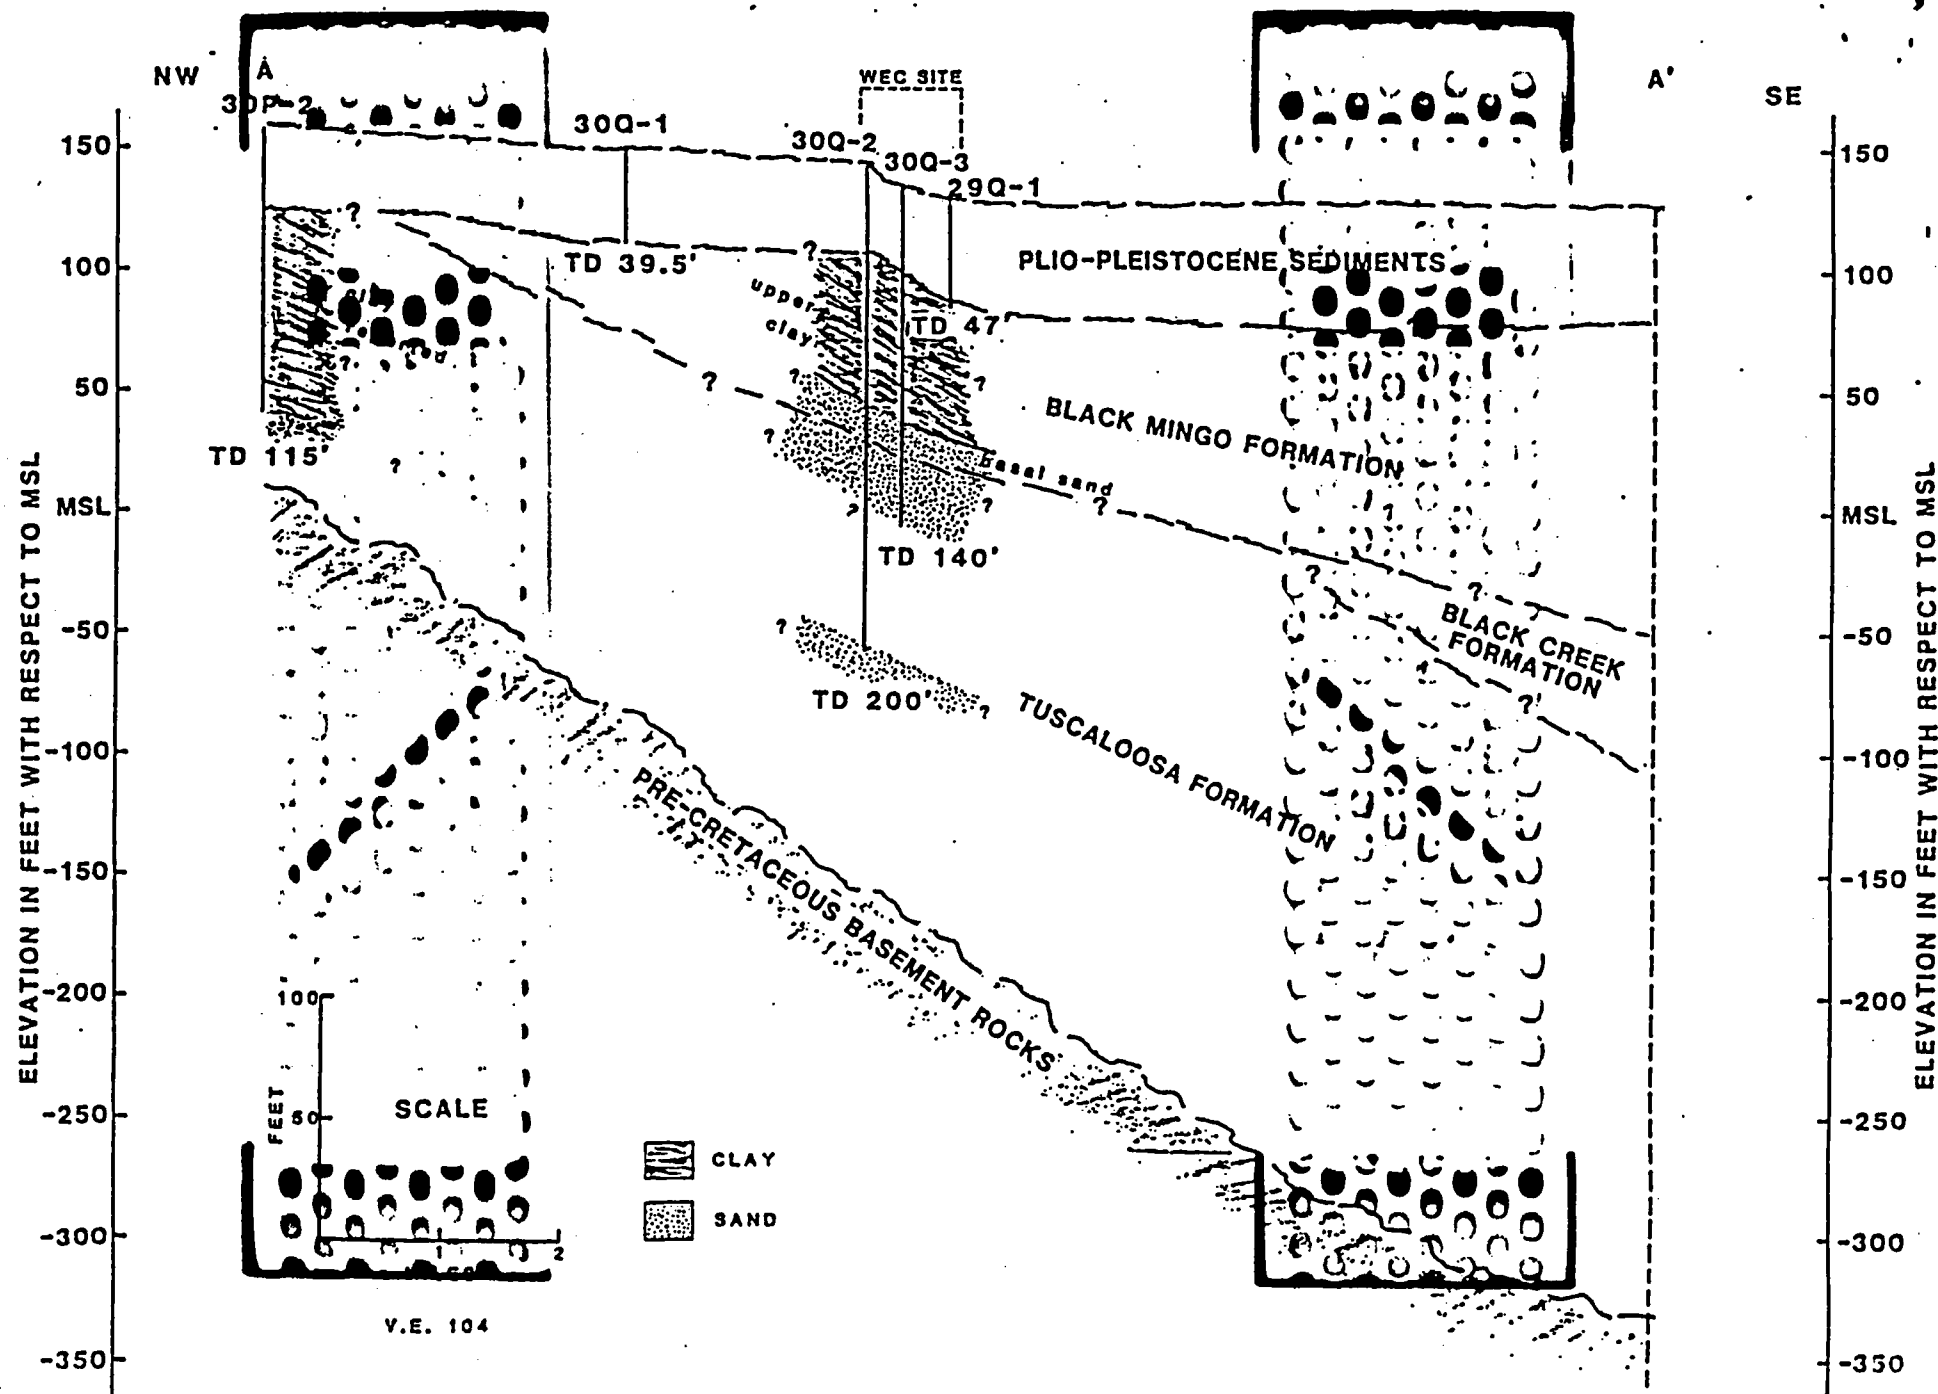 NW
A
WEC SITE
A'
SE
30P-2
30Q-1
30Q-2
30Q-3
29Q-1
150
100
50
MSL
-50
-100
-150
-200
-250
-300
-350
ELEVATION IN FEET WITH RESPECT TO MSL
?
?
TD 39.5'
PLIO-PLEISTOCENE SEDIMENTS
upper
clay
TD 47'
?
?
?
?
TD 115'
?
?
?
BLACK MINGO FORMATION
?
basal sand
?
?
?
?
TD 140'
?
?
BLACK CREEK
FORMATION
?
?
TD 200'
?
TUSCALOOSA FORMATION
PRE-CRETACEOUS BASEMENT ROCKS
100
50
FEET
SCALE
1
2
CLAY
SAND
V.E. 104
150
100
50
MSL
-50
-100
-150
-200
-250
-300
-350
ELEVATION IN FEET WITH RESPECT TO MSL